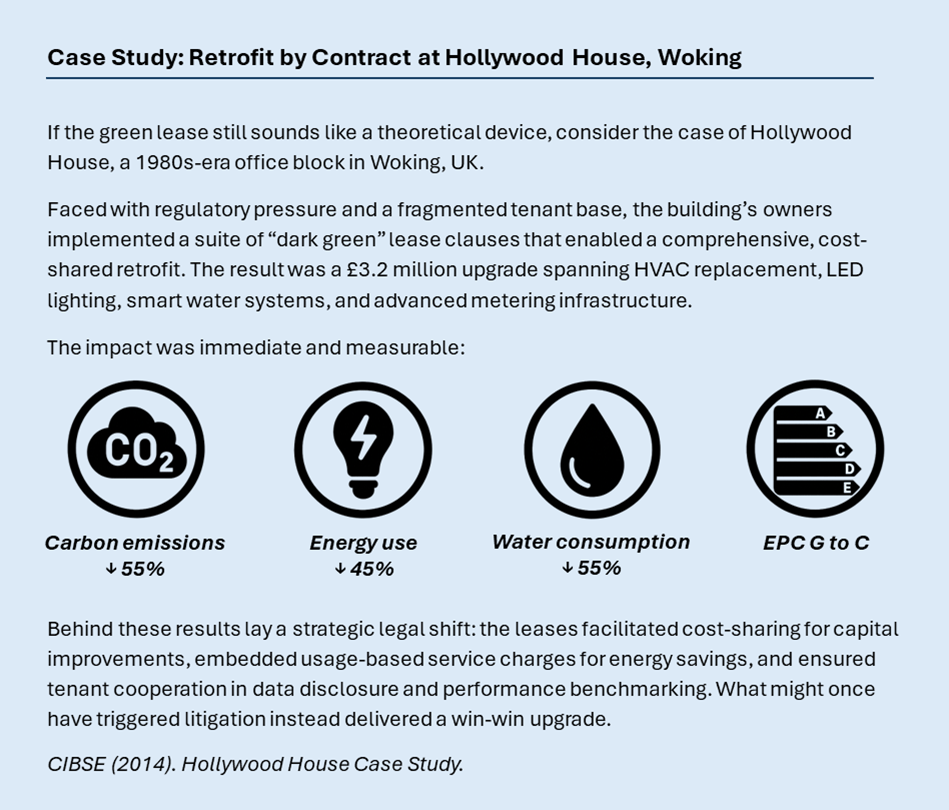 Case Study: Retrofit by Contract at Hollywood House, Woking
If the green lease still sounds like a theoretical device, consider the case of Hollywood
House, a 1980s-era office block in Woking, UK.
Faced with regulatory pressure and a fragmented tenant base, the building’s owners
implemented a suite of “dark green” lease clauses that enabled a comprehensive, cost-
shared retrofit. The result was a £3.2 million upgrade spanning HVAC replacement, LED
lighting, smart water systems, and advanced metering infrastructure.
The impact was immediate and measurable:
CO2
A
B
C
D
E
Carbon emissions
↓ 55%
Energy use
↓ 45%
Water consumption
↓ 55%
EPC G to C
Behind these results lay a strategic legal shift: the leases facilitated cost-sharing for capital
improvements, embedded usage-based service charges for energy savings, and ensured
tenant cooperation in data disclosure and performance benchmarking. What might once
have triggered litigation instead delivered a win-win upgrade.
CIBSE (2014). Hollywood House Case Study.